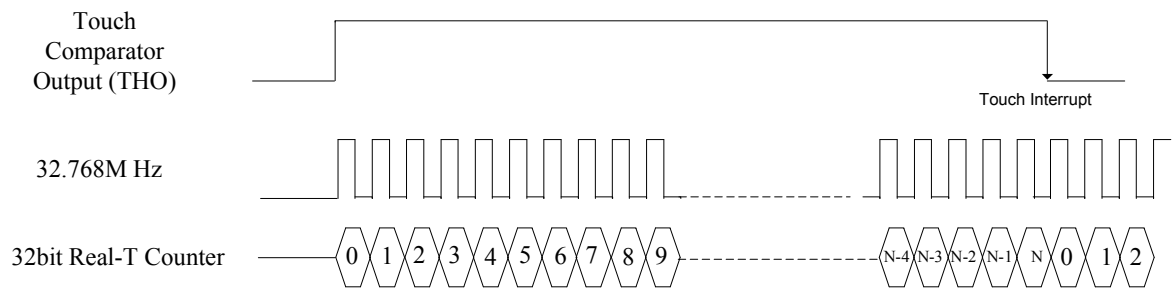 Touch
Comparator
Output (THO)
Touch Interrupt
32.768M Hz
32bit Real-T Counter
0 1 2 3 4 5 6 7 8 9 N-4 N-3 N-2 N-1 N 0 1 2